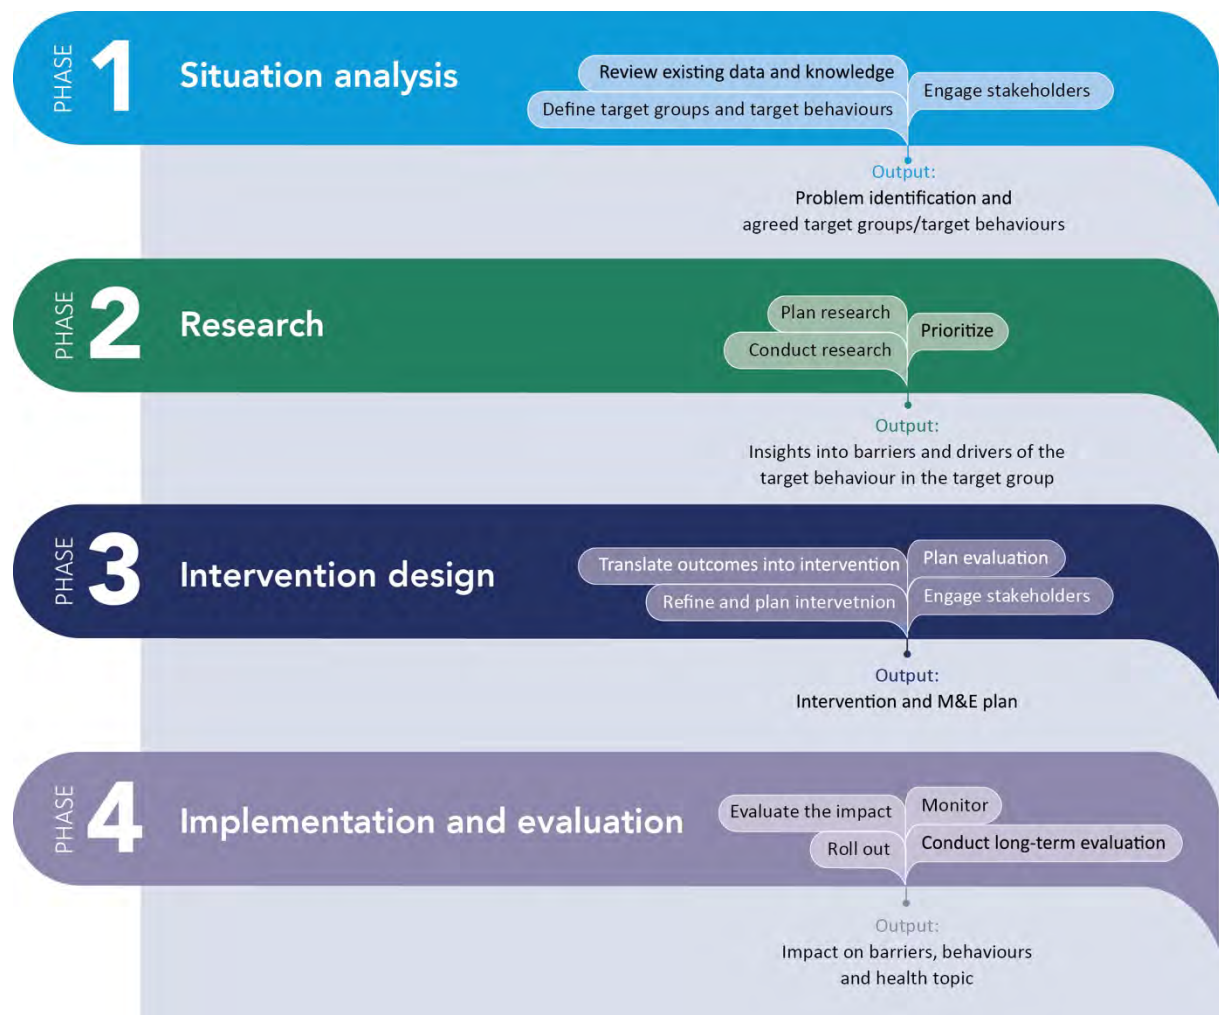 PHASE 1
Situation analysis
Review existing data and knowledge
Define target groups and target behaviours
Engage stakeholders
Output:
Problem identification and
agreed target groups/target behaviours
PHASE 2
Research
Plan research
Conduct research
Prioritize
Output:
Insights into barriers and drivers of the
target behaviour in the target group
PHASE 3
Intervention design
Translate outcomes into intervention
Refine and plan intervetnion
Plan evaluation
Engage stakeholders
Output:
Intervention and M&E plan
PHASE 4
Implementation and evaluation
Evaluate the impact
Roll out
Monitor
Conduct long-term evaluation
Output:
Impact on barriers, behaviours
and health topic